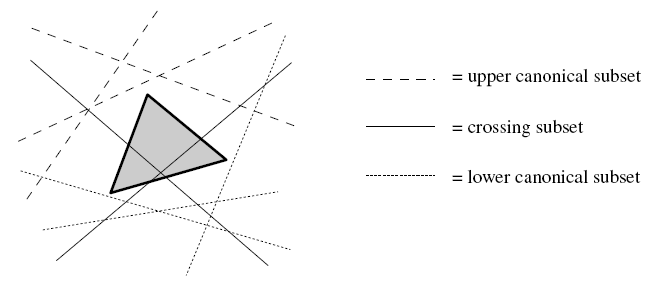 = upper canonical subset
= crossing subset
= lower canonical subset